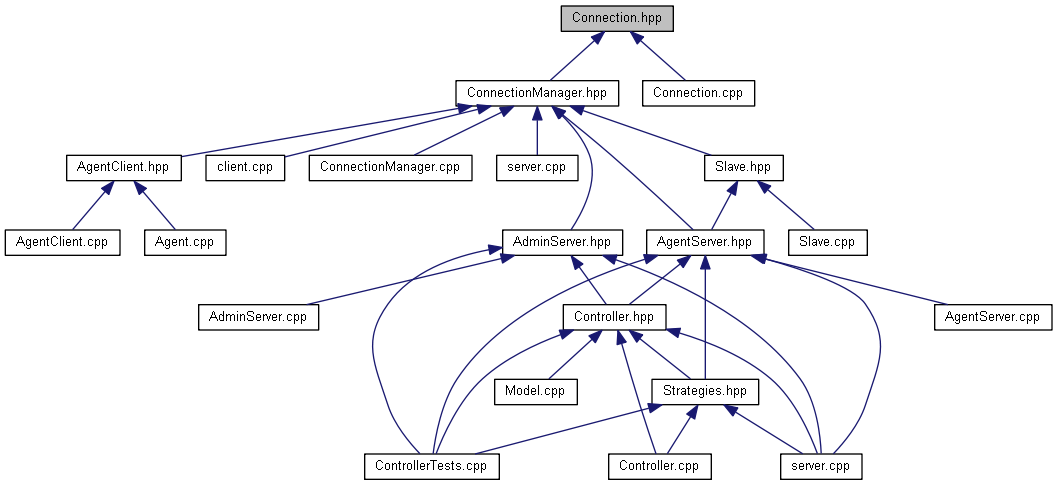 Connection.hpp
ConnectionManager.hpp
Connection.cpp
AgentClient.hpp
client.cpp
ConnectionManager.cpp
server.cpp
Slave.hpp
AgentClient.cpp
Agent.cpp
AdminServer.hpp
AgentServer.hpp
Slave.cpp
AdminServer.cpp
Controller.hpp
AgentServer.cpp
Model.cpp
Strategies.hpp
ControllerTests.cpp
Controller.cpp
server.cpp